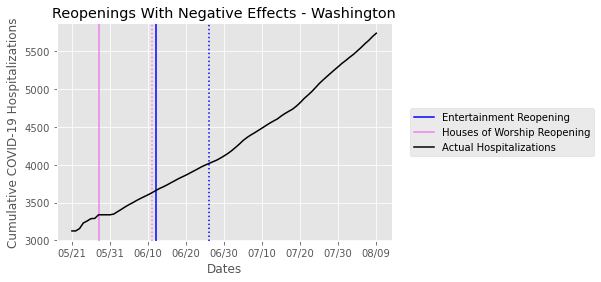 Reopenings With Negative Effects - Washington
Cumulative COVID-19 Hospitalizations
5500
5000
4500
4000
3500
3000
05/21 05/31 06/10 06/20 06/30 07/10 07/20 07/30 08/09
Dates
Entertainment Reopening
Houses of Worship Reopening
Actual Hospitalizations